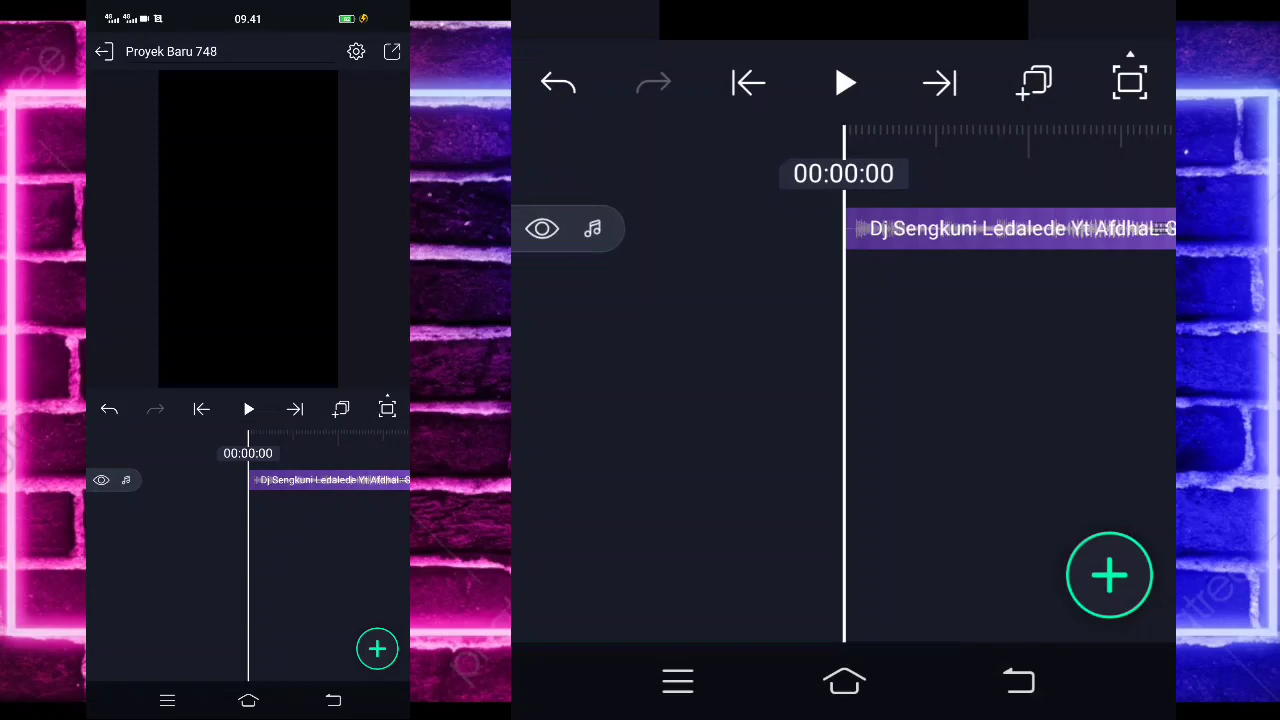 09.41
Proyek Baru 748
00:00:00
Dj Sengkuni Ledalede Yt Afdhal
00:00:00
Dj Sengkuni Ledalede Yt Afdhal